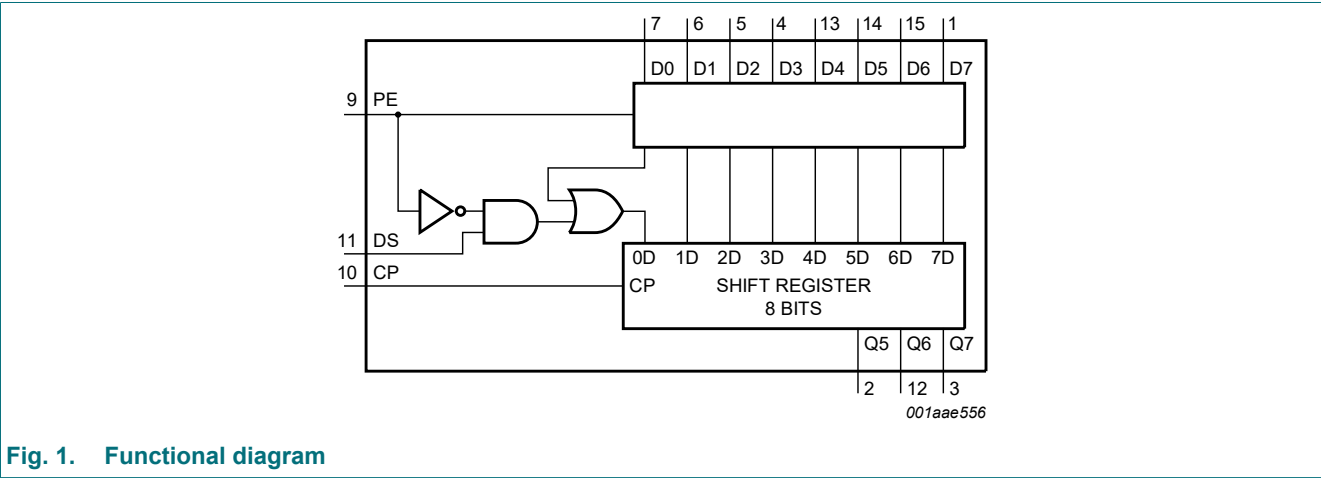 7 6 5 4 13 14 15 1
D0 D1 D2 D3 D4 D5 D6 D7
9 PE
11 DS
0D 1D 2D 3D 4D 5D 6D 7D
10 CP
CP SHIFT REGISTER
8 BITS
Q5 Q6 Q7
2 12 3
001aae556
Fig. 1. Functional diagram